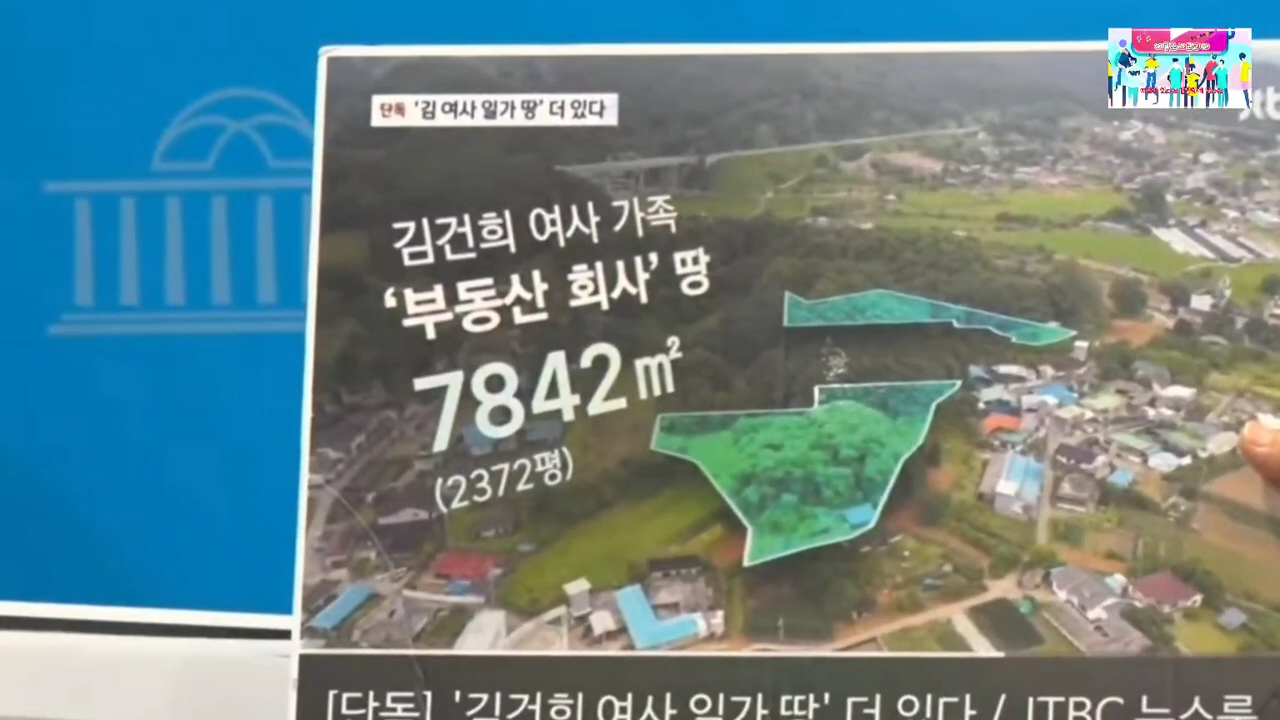 단독 '김 여사 일가 땅' 더 있다
김건희 여사 가족
'부동산 회사' 땅
7842㎡
(2372평)
[단독] '김건희 여사 일가 땅' 더 있다 / JTBC 뉴스룸